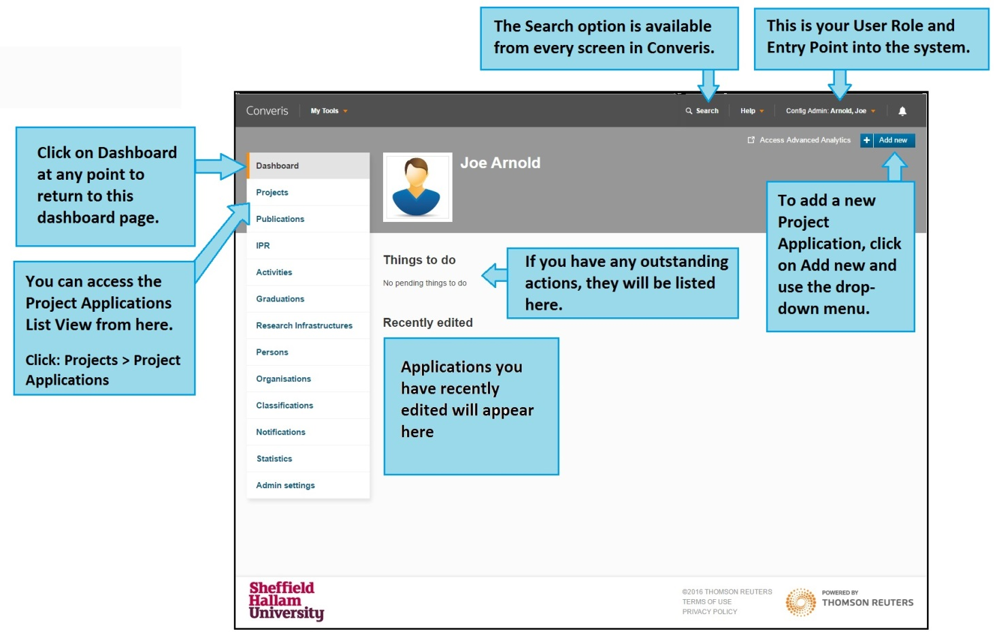 The Search option is available
from every screen in Converis.
This is your User Role and
Entry Point into the system.
Converis
My Tools
Search
Help
Config Admin: Arnold, Joe
Access Advanced Analytics
+ Add new
Click on Dashboard
at any point to
return to this
dashboard page.
You can access the
Project Applications
List View from here.
Click: Projects > Project
Applications
Dashboard
Projects
Publications
IPR
Activities
Graduations
Research Infrastructures
Persons
Organisations
Classifications
Notifications
Statistics
Admin settings
Joe Arnold
Things to do
No pending things to do
If you have any outstanding
actions, they will be listed
here.
Recently edited
Applications you
have recently
edited will appear
here
To add a new
Project
Application, click
on Add new and
use the drop-
down menu.
Sheffield
Hallam
University
©2016 THOMSON REUTERS
TERMS OF USE
PRIVACY POLICY
POWERED BY
THOMSON REUTERS